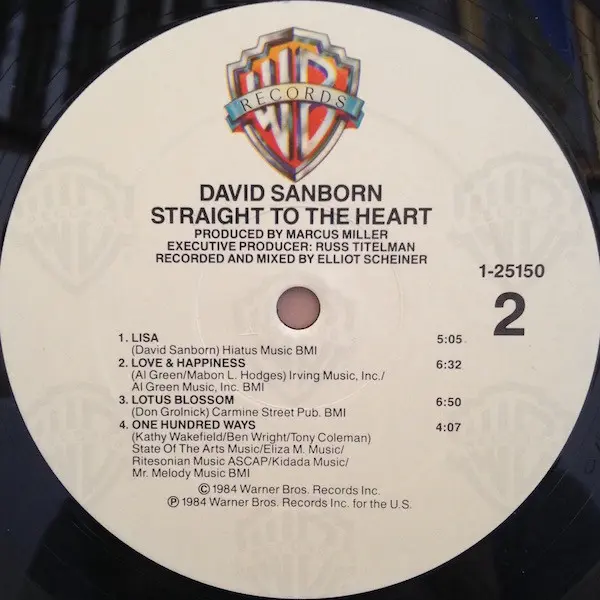 WB
RECORDS
DAVID SANBORN
STRAIGHT TO THE HEART
PRODUCED BY MARCUS MILLER
EXECUTIVE PRODUCER: RUSS TITELMAN
RECORDED AND MIXED BY ELLIOT SCHEINER
1-25150
2
1. LISA 5:05
(David Sanborn) Hiatus Music BMI
2. LOVE & HAPPINESS 6:32
(Al Green/Mabon L. Hodges) Irving Music, Inc./
Al Green Music, Inc. BMI
3. LOTUS BLOSSOM 6:50
(Don Grolnick) Carmine Street Pub. BMI
4. ONE HUNDRED WAYS 4:07
(Kathy Wakefield/Ben Wright/Tony Coleman)
State Of The Arts Music/Eliza M. Music/
Ritesonian Music ASCAP/Kidada Music/
Mr. Melody Music BMI
© 1984 Warner Bros. Records Inc.
℗ 1984 Warner Bros. Records Inc. for the U.S.